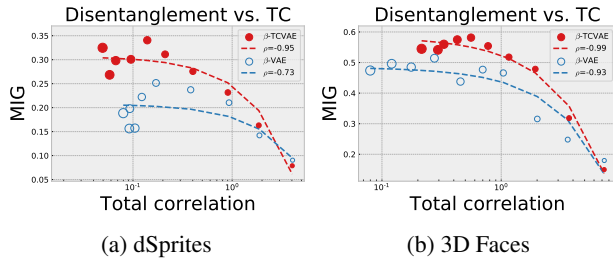 Disentanglement vs. TC
MIG
0.35
0.30
0.25
0.20
0.15
0.10
0.05
β-TCVAE
ρ=-0.95
β-VAE
ρ=-0.73
10⁻¹
10⁰
Total correlation
(a) dSprites
Disentanglement vs. TC
MIG
0.6
0.5
0.4
0.3
0.2
β-TCVAE
ρ=-0.99
β-VAE
ρ=-0.93
10⁻¹
10⁰
Total correlation
(b) 3D Faces